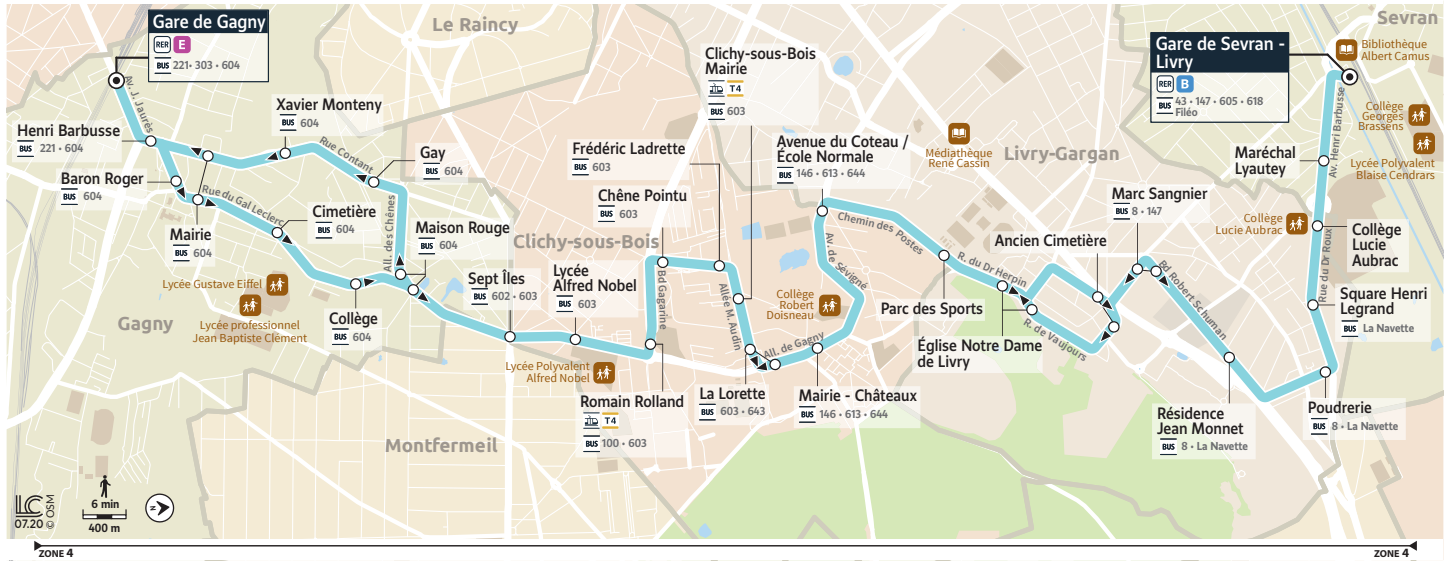 Gare de Gagny
RER E
BUS 221 • 303 • 604
Le Raincy
Sevran
Clichy-sous-Bois
Mairie
T4
BUS 603
Gare de Sevran -
Livry
RER B
BUS 43 • 147 • 605 • 618
Filéo
Bibliothèque
Albert Camus
Av. J. Jaurès
Henri Barbusse
BUS 221 • 604
Xavier Monteny
BUS 604
Rue Contant
Gay
BUS 604
Frédéric Ladrette
BUS 603
Avenue du Coteau /
École Normale
BUS 146 • 613 • 644
Médiathèque
René Cassin
Livry-Gargan
Collège
Georges
Brassens
Lycée Polyvalent
Blaise Cendrars
Av. Henri Barbusse
Maréchal
Lyautey
Baron Roger
BUS 604
Rue du Gal Leclerc
Mairie
BUS 604
Cimetière
BUS 604
All. des Chênes
Maison Rouge
BUS 604
Chêne Pointu
BUS 603
Clichy-sous-Bois
Chemin des Postes
Marc Sangnier
BUS 8 • 147
Collège
Lucie Aubrac
Collège
Lucie
Aubrac
Rue du Dr Roux
Ancien Cimetière
Lycée Gustave Eiffel
Lycée professionnel
Jean Baptiste Clément
Gagny
Collège
BUS 604
Sept Îles
BUS 602 • 603
Lycée
Alfred Nobel
BUS 603
Bd Gagarine
Allée M. Audin
Collège
Robert
Doisneau
Av. de Sévigné
R. du Dr Herpin
Bd Robert Schuman
Parc des Sports
Square Henri
Legrand
BUS La Navette
All. de Gagny
R. de Vaujours
Église Notre Dame
de Livry
Lycée Polyvalent
Alfred Nobel
Romain Rolland
T4
BUS 100 • 603
La Lorette
BUS 603 • 643
Mairie - Châteaux
BUS 146 • 613 • 644
Résidence
Jean Monnet
BUS 8 • La Navette
Poudrerie
BUS 8 • La Navette
Montfermeil
LC
07.20 © OSM
6 min
400 m
N
ZONE 4
ZONE 4